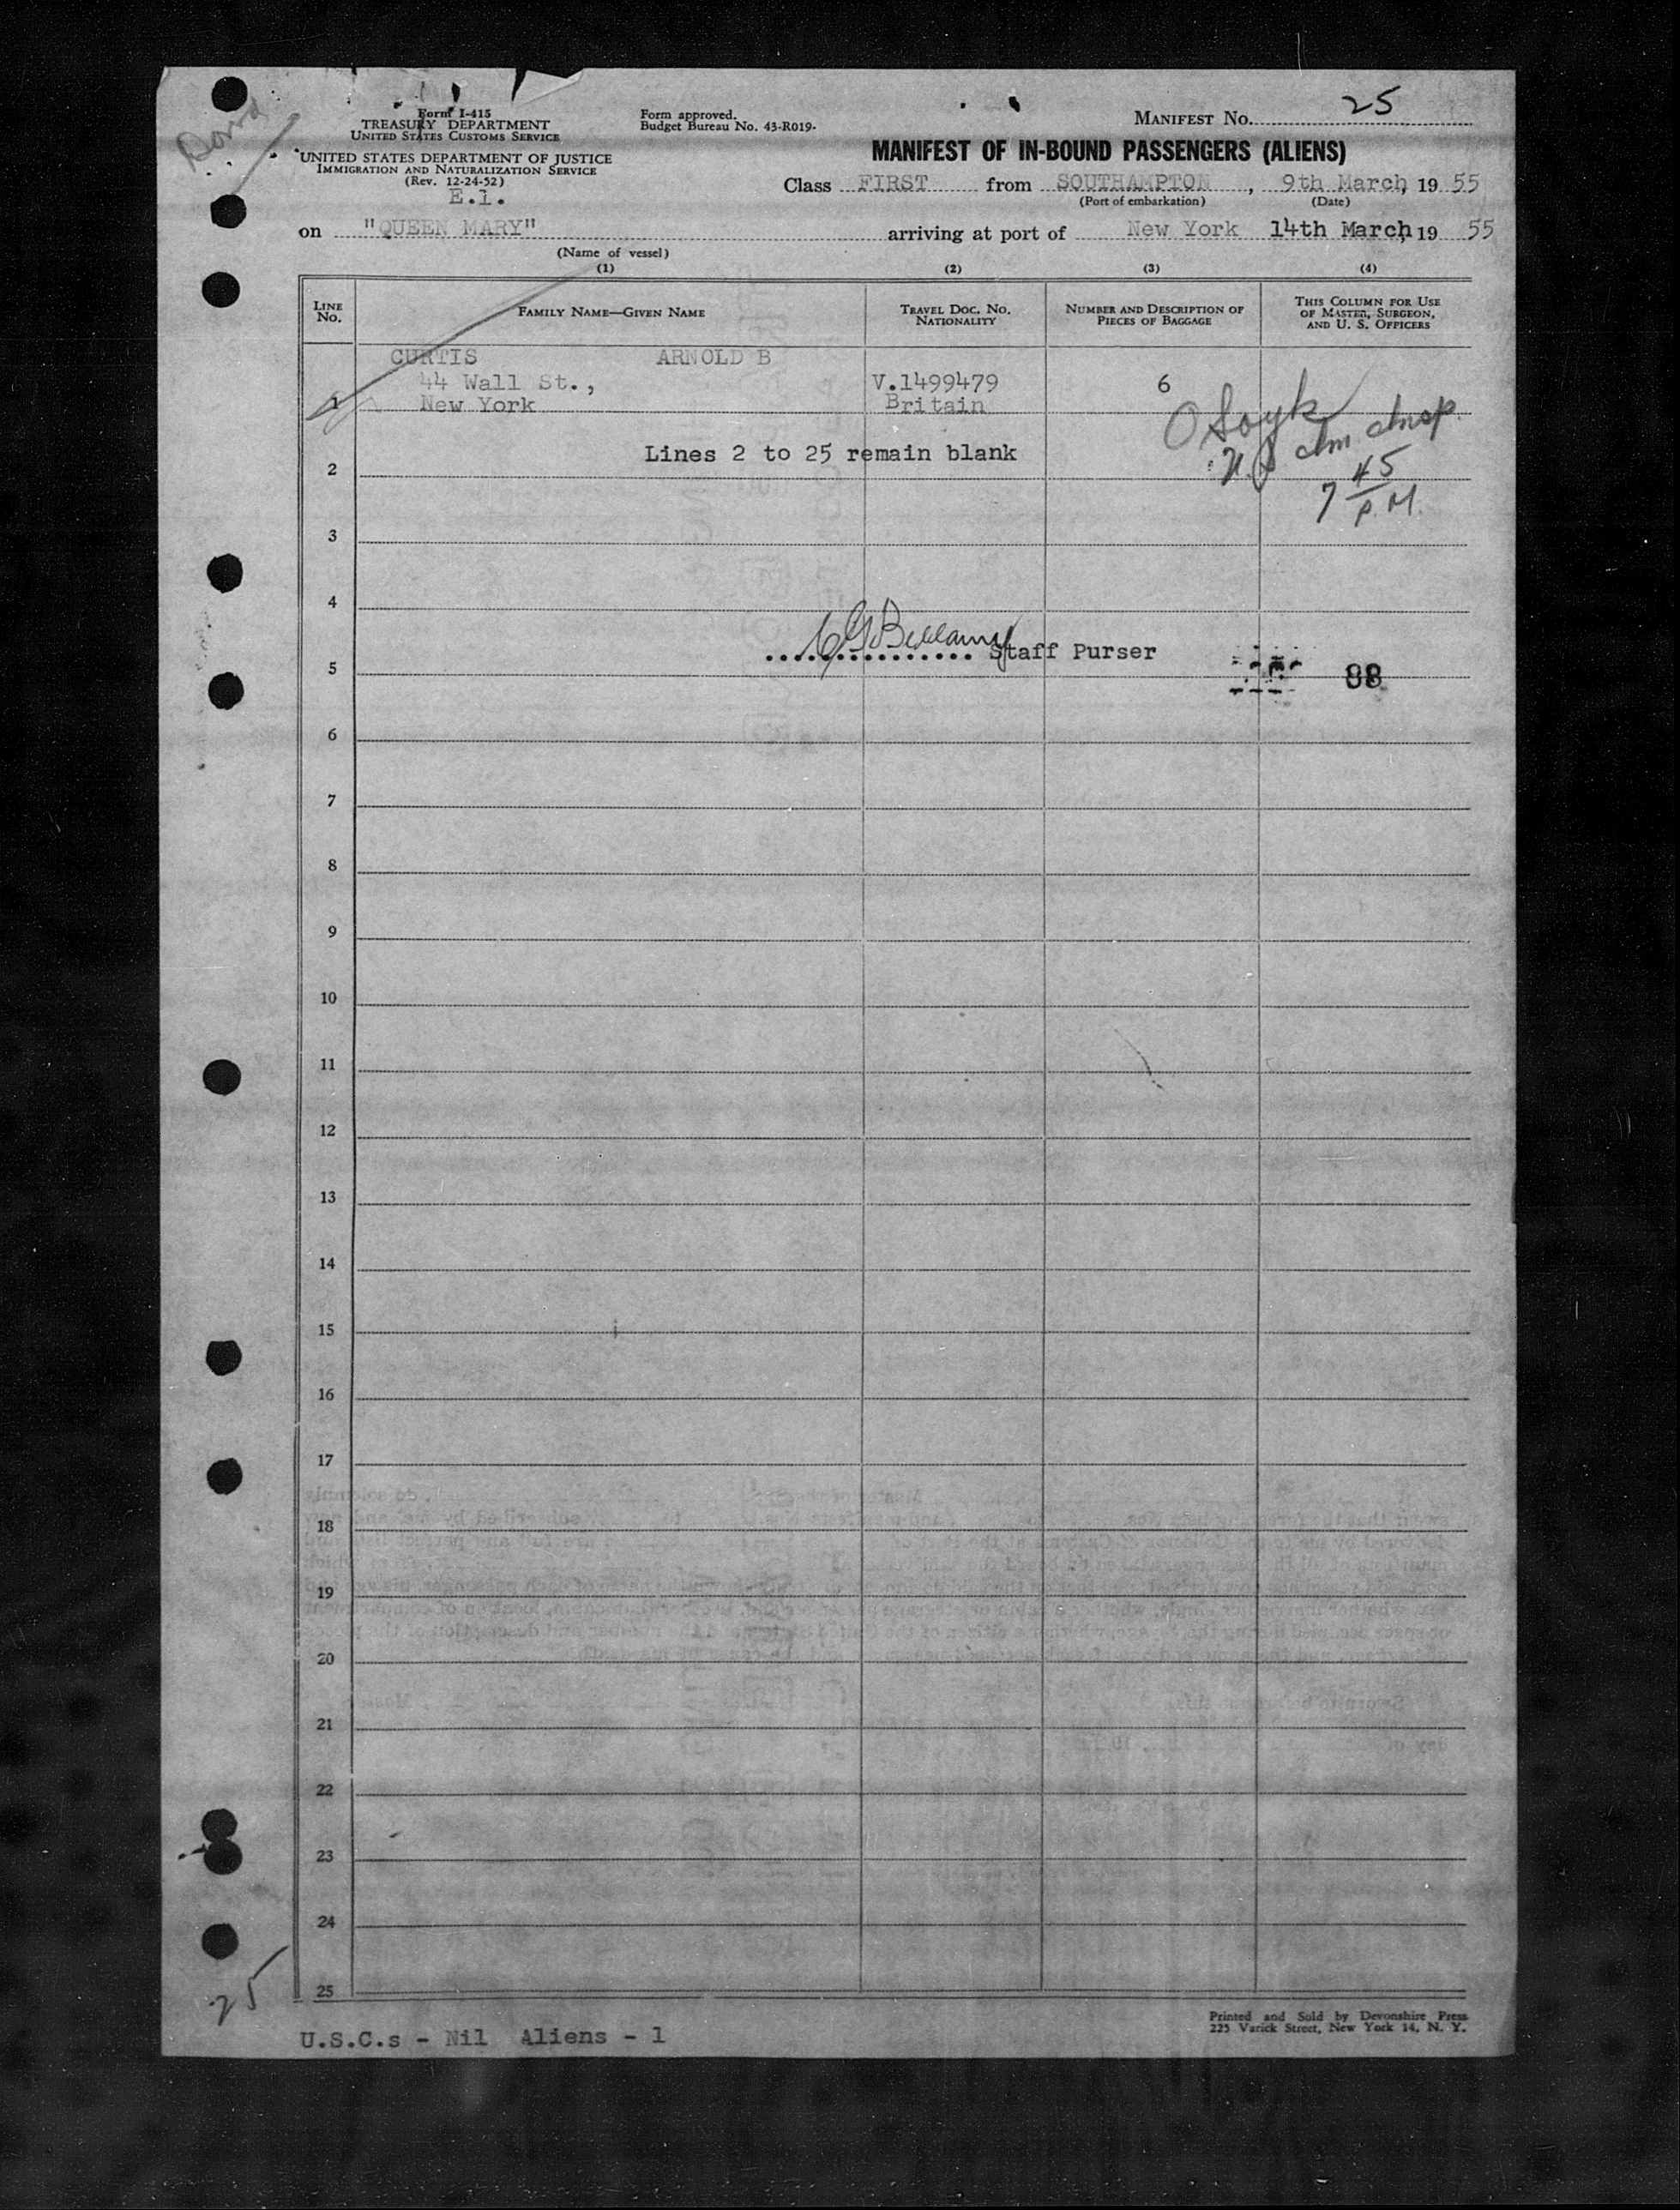 Form I-415
TREASURY DEPARTMENT
UNITED STATES CUSTOMS SERVICE
UNITED STATES DEPARTMENT OF JUSTICE
IMMIGRATION AND NATURALIZATION SERVICE
(Rev. 12-24-52)
E.1.
Form approved.
Budget Bureau No. 43-R019.
MANIFEST NO. 25
MANIFEST OF IN-BOUND PASSENGERS (ALIENS)
Class FIRST from SOUTHAMPTON, 9th March, 19 55
(Port of embarkation) (Date)
on "QUEEN MARY" arriving at port of New York 14th March, 19 55
(Name of vessel)
(1) (2) (3) (4)
LINE NO. FAMILY NAME—GIVEN NAME TRAVEL DOC. NO. NATIONALITY NUMBER AND DESCRIPTION OF PIECES OF BAGGAGE THIS COLUMN FOR USE OF MASTER, SURGEON, AND U. S. OFFICERS
CURTIS ARNOLD B
44 Wall St., V.1499479 6
1 New York Britain
P.M.
7 45
Lines 2 to 25 remain blank
2
3
4
Bellamy Staff Purser
5 88
6
7
8
9
10
11
12
13
14
15
16
17
18
19
20
21
22
23
24
25
25
Printed and Sold by Devonshire Press
225 Varick Street, New York 14, N. Y.
U.S.C.s - Nil Aliens - 1